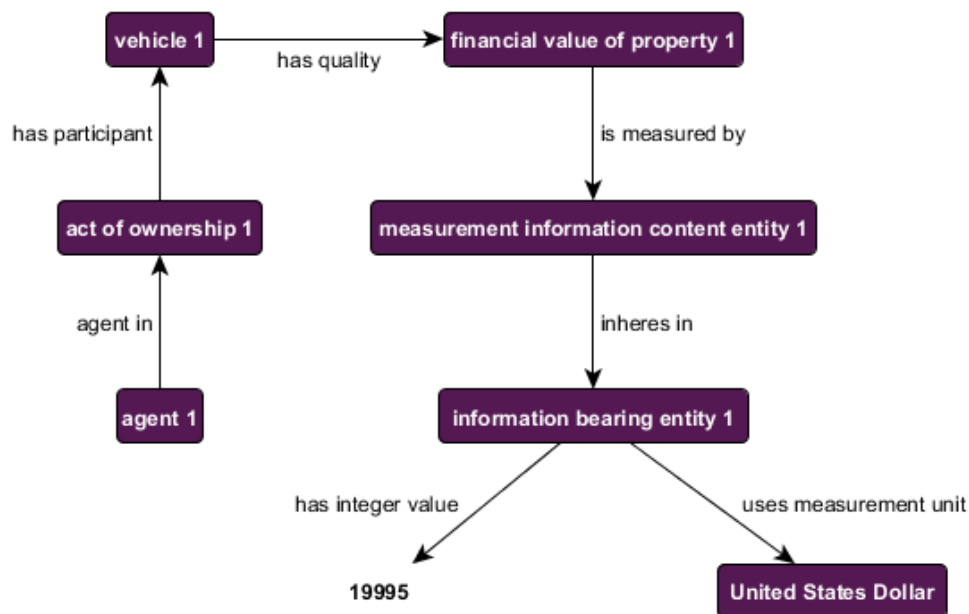 vehicle 1
has quality
financial value of property 1
has participant
is measured by
act of ownership 1
measurement information content entity 1
agent in
inheres in
agent 1
information bearing entity 1
has integer value
uses measurement unit
19995
United States Dollar